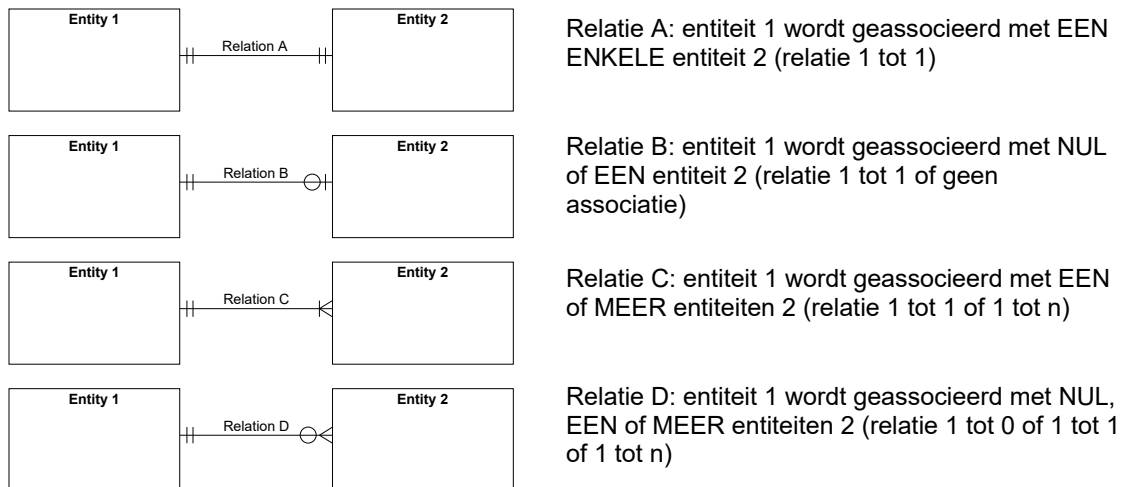 Entity 1
Relation A
Entity 2
Relatie A: entiteit 1 wordt geassocieerd met EEN
ENKELE entiteit 2 (relatie 1 tot 1)
Entity 1
Relation B
Entity 2
Relatie B: entiteit 1 wordt geassocieerd met NUL
of EEN entiteit 2 (relatie 1 tot 1 of geen
associatie)
Entity 1
Relation C
Entity 2
Relatie C: entiteit 1 wordt geassocieerd met EEN
of MEER entiteiten 2 (relatie 1 tot 1 of 1 tot n)
Entity 1
Relation D
Entity 2
Relatie D: entiteit 1 wordt geassocieerd met NUL,
EEN of MEER entiteiten 2 (relatie 1 tot 0 of 1 tot 1
of 1 tot n)